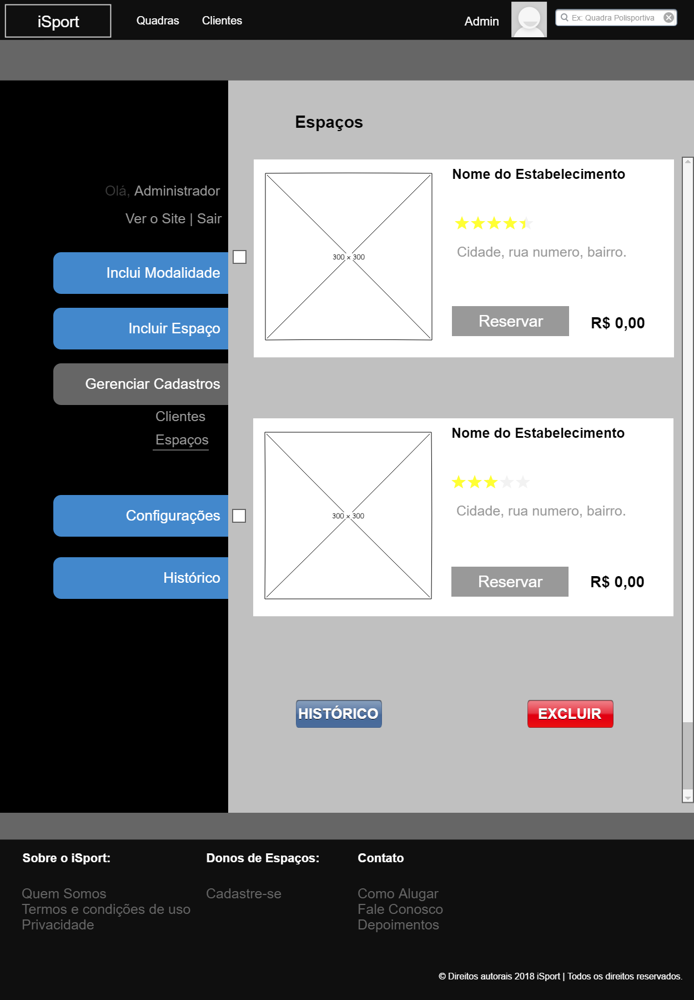 iSport
Quadras
Clientes
Admin
Ex: Quadra Polisportiva
Espaços
Olá, Administrador
Ver o Site | Sair
Inclui Modalidade
Incluir Espaço
Gerenciar Cadastros
Clientes
Espaços
Configurações
Histórico
300 × 300
Nome do Estabelecimento
Cidade, rua numero, bairro.
Reservar
R$ 0,00
300 × 300
Nome do Estabelecimento
Cidade, rua numero, bairro.
Reservar
R$ 0,00
HISTÓRICO
EXCLUIR
Sobre o iSport:
Quem Somos
Termos e condições de uso
Privacidade
Donos de Espaços:
Cadastre-se
Contato
Como Alugar
Fale Conosco
Depoimentos
© Direitos autorais 2018 iSport | Todos os direitos reservados.